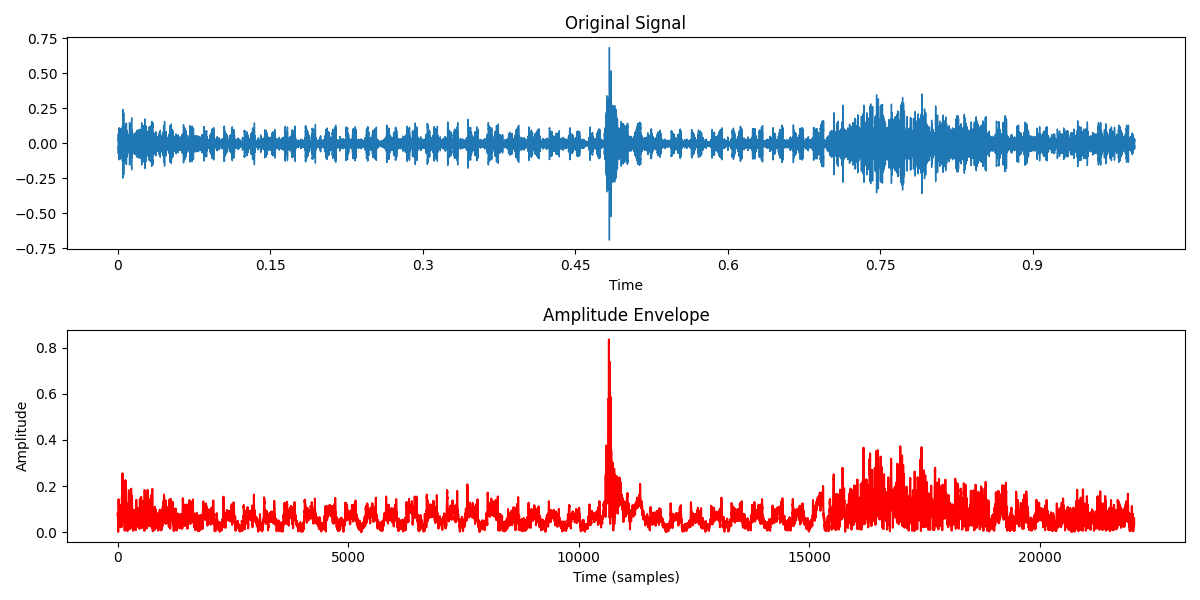 Original Signal
0.75
0.50
0.25
0.00
−0.25
−0.50
−0.75
0 0.15 0.3 0.45 0.6 0.75 0.9
Time
Amplitude Envelope
0.8
0.6
0.4
0.2
0.0
Amplitude
0 5000 10000 15000 20000
Time (samples)